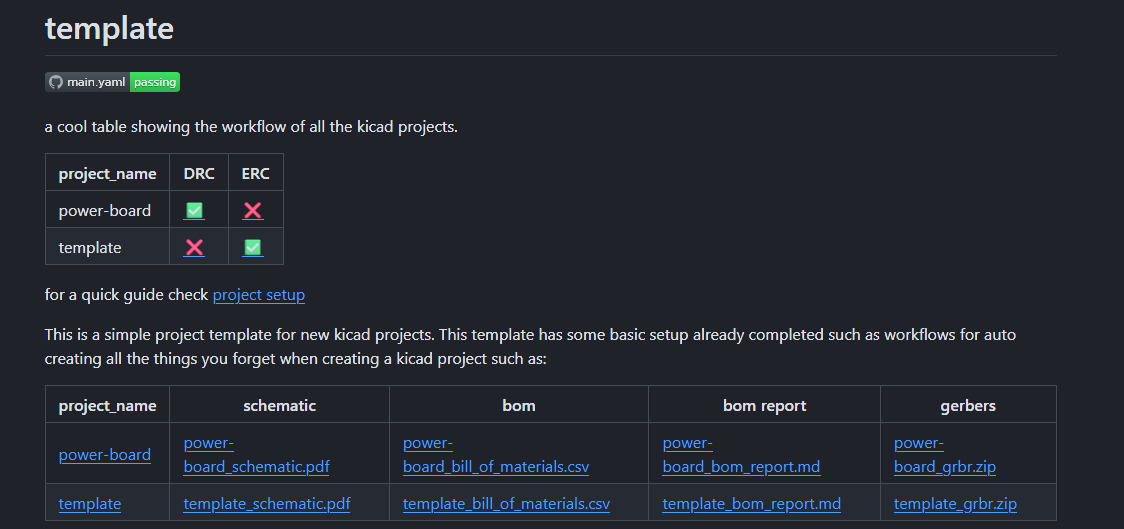 template
main.yaml passing
a cool table showing the workflow of all the kicad projects.
project_name DRC ERC
power-board ✅ ❌
template ❌ ✅
for a quick guide check project setup
This is a simple project template for new kicad projects. This template has some basic setup already completed such as workflows for auto
creating all the things you forget when creating a kicad project such as:
project_name schematic bom bom report gerbers
power-board power-board_schematic.pdf power-board_bill_of_materials.csv power-board_bom_report.md power-board_grbr.zip
template template_schematic.pdf template_bill_of_materials.csv template_bom_report.md template_grbr.zip